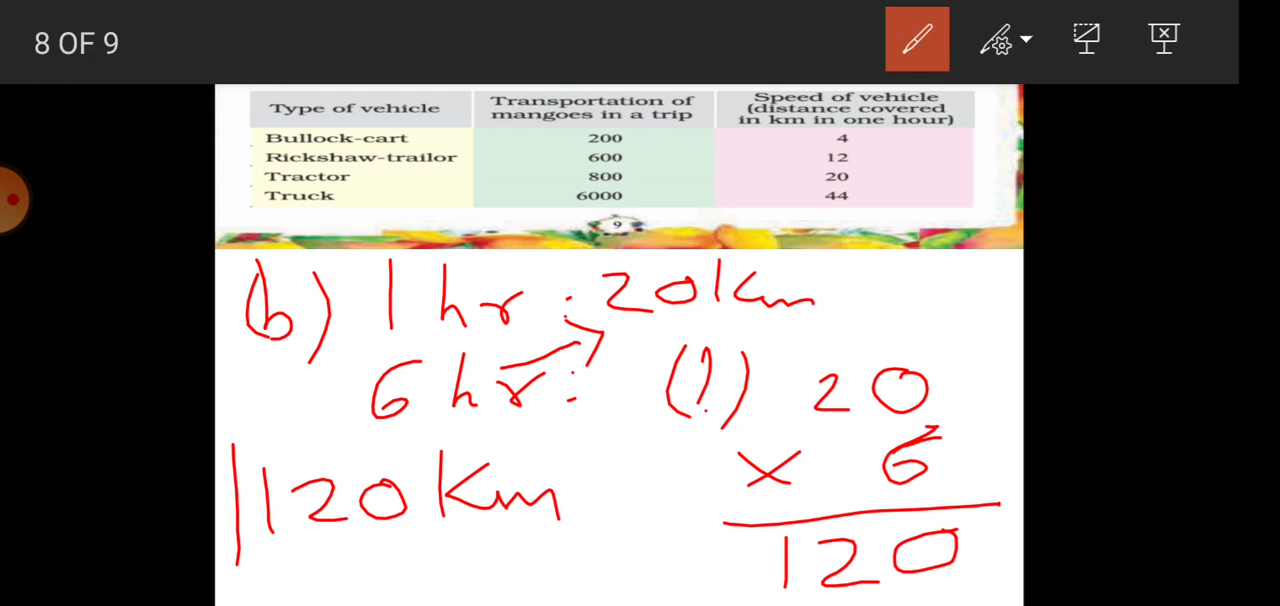 8 OF 9
Type of vehicle Transportation of mangoes in a trip Speed of vehicle (distance covered in km in one hour)
Bullock-cart 200 4
Rickshaw-trailor 600 12
Tractor 800 20
Truck 6000 44
9
(b) 1 hr : 20km
6 hr : (?) 20
× 6
120 km
120